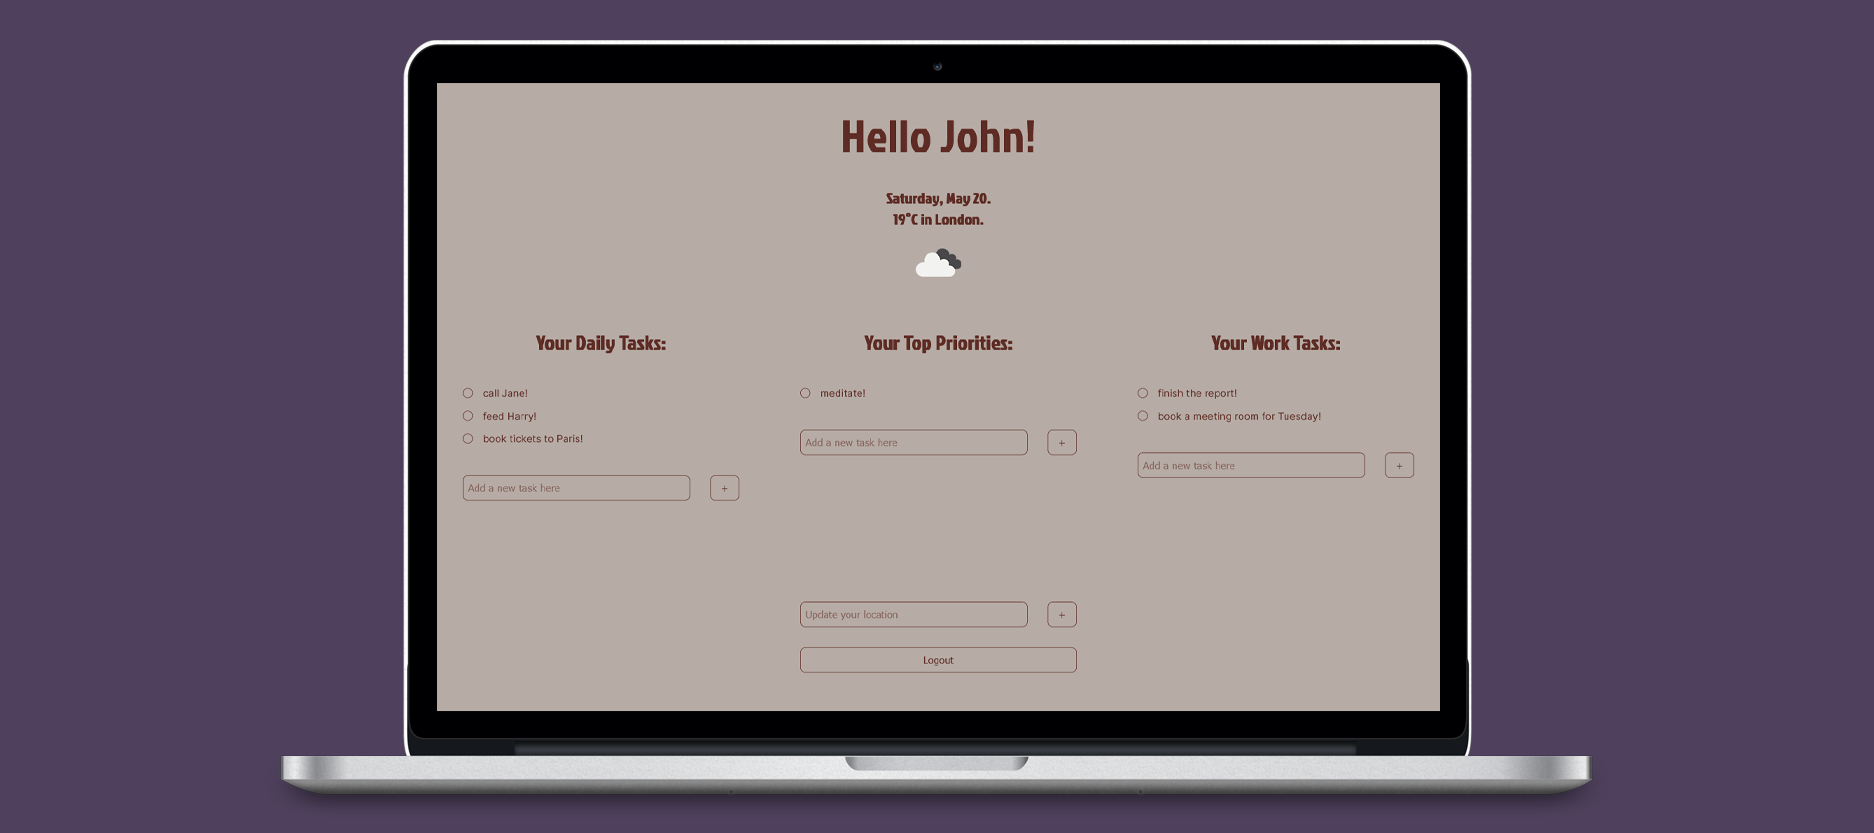 Hello John!
Saturday, May 20.
19°C in London.
Your Daily Tasks:
call Jane!
feed Harry!
book tickets to Paris!
Add a new task here
+
Your Top Priorities:
meditate!
Add a new task here
+
Your Work Tasks:
finish the report!
book a meeting room for Tuesday!
Add a new task here
+
Update your location
+
Logout